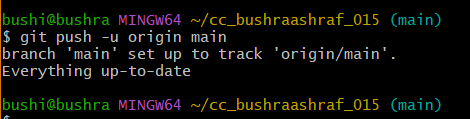 bushi@bushra MINGW64 ~/cc_bushraashraf_015 (main)
$ git push -u origin main
branch 'main' set up to track 'origin/main'.
Everything up-to-date
bushi@bushra MINGW64 ~/cc_bushraashraf_015 (main)
$